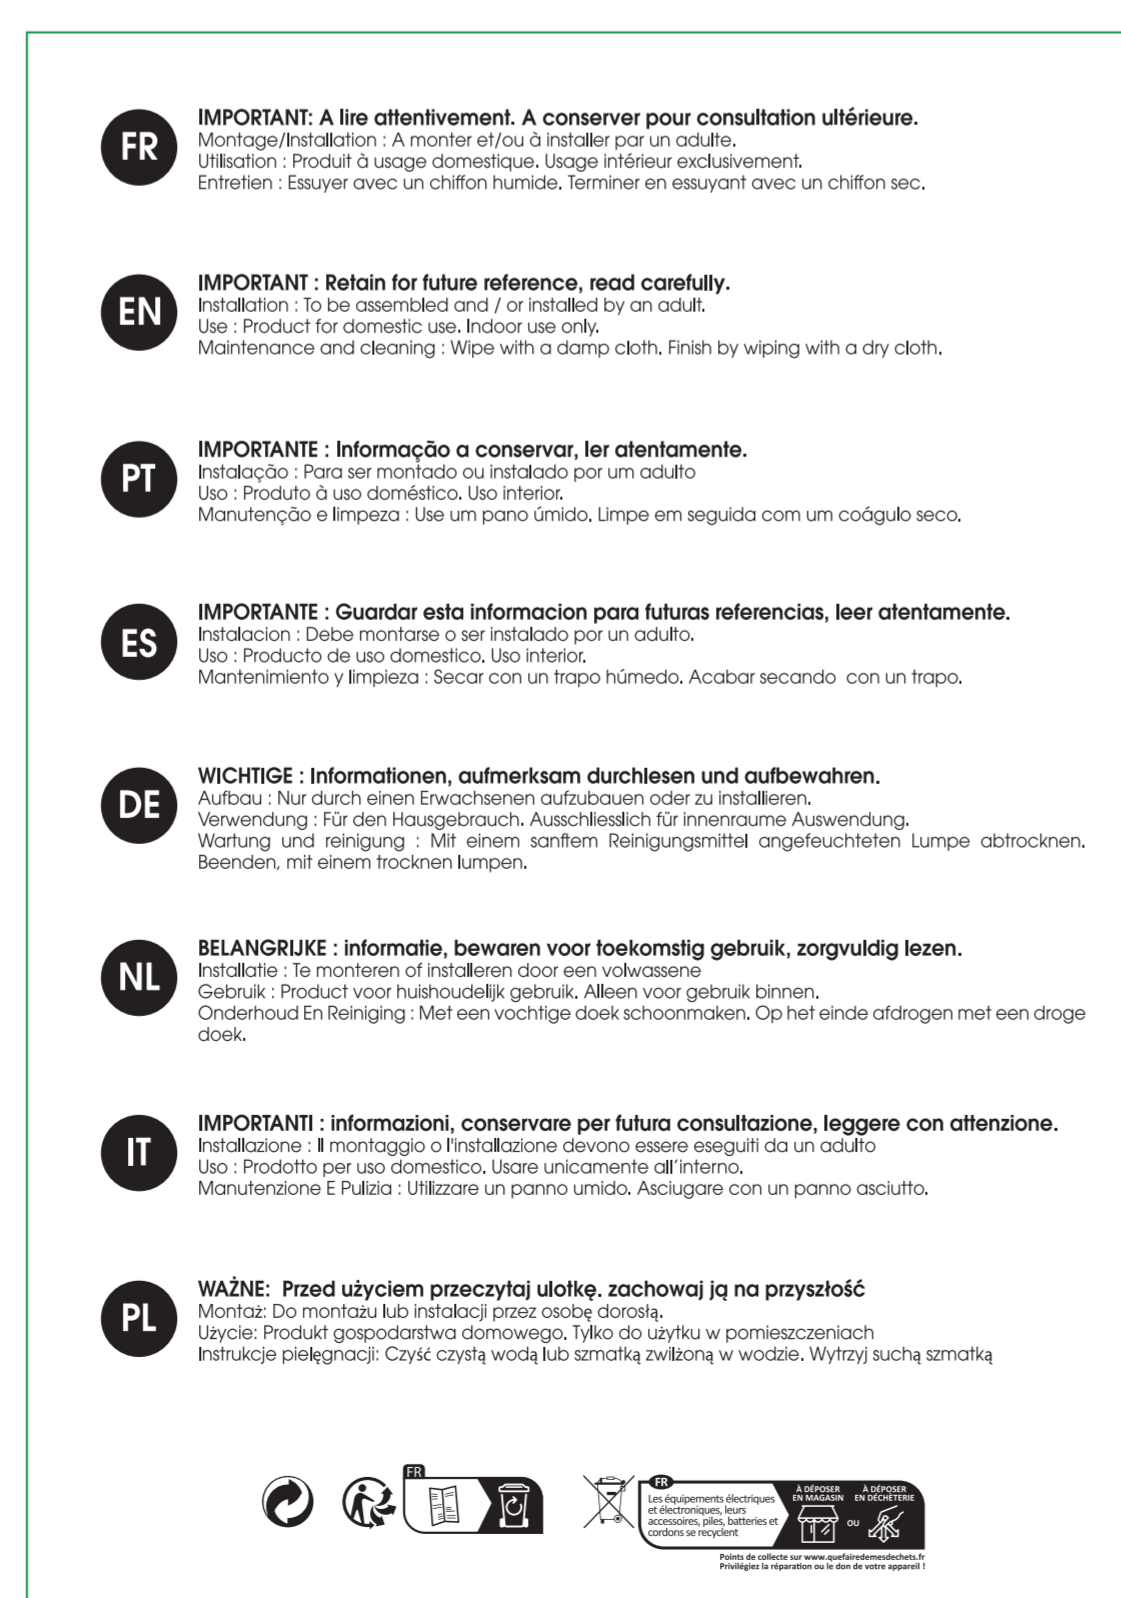 FR
IMPORTANT: A lire attentivement. A conserver pour consultation ultérieure.
Montage/Installation : A monter et/ou à installer par un adulte.
Utilisation : Produit à usage domestique. Usage intérieur exclusivement.
Entretien : Essuyer avec un chiffon humide. Terminer en essuyant avec un chiffon sec.
EN
IMPORTANT : Retain for future reference, read carefully.
Installation : To be assembled and / or installed by an adult.
Use : Product for domestic use. Indoor use only.
Maintenance and cleaning : Wipe with a damp cloth. Finish by wiping with a dry cloth.
PT
IMPORTANTE : Informação a conservar, ler atentamente.
Instalação : Para ser montado ou instalado por um adulto
Uso : Produto à uso doméstico. Uso interior.
Manutenção e limpeza : Use um pano úmido. Limpe em seguida com um coágulo seco.
ES
IMPORTANTE : Guardar esta informacion para futuras referencias, leer atentamente.
Instalacion : Debe montarse o ser instalado por un adulto.
Uso : Producto de uso domestico. Uso interior.
Mantenimiento y limpieza : Secar con un trapo húmedo. Acabar secando con un trapo.
DE
WICHTIGE : Informationen, aufmerksam durchlesen und aufbewahren.
Aufbau : Nur durch einen Erwachsenen aufzubauen oder zu installieren.
Verwendung : Für den Hausgebrauch. Ausschliesslich für innenraume Auswendung.
Wartung und reinigung : Mit einem sanftem Reinigungsmittel angefeuchteten Lumpe abtrocknen.
Beenden, mit einem trocknen lumpen.
NL
BELANGRIJKE : informatie, bewaren voor toekomstig gebruik, zorgvuldig lezen.
Installatie : Te monteren of installeren door een volwassene
Gebruik : Product voor huishoudelijk gebruik. Alleen voor gebruik binnen.
Onderhoud En Reiniging : Met een vochtige doek schoonmaken. Op het einde afdrogen met een droge
doek.
IT
IMPORTANTI : informazioni, conservare per futura consultazione, leggere con attenzione.
Installazione : Il montaggio o l'installazione devono essere eseguiti da un adulto
Uso : Prodotto per uso domestico. Usare unicamente all'interno.
Manutenzione E Pulizia : Utilizzare un panno umido. Asciugare con un panno asciutto.
PL
WAŻNE: Przed użyciem przeczytaj ulotkę. zachowaj ją na przyszłość
Montaż: Do montażu lub instalacji przez osobę dorosłą.
Użycie: Produkt gospodarstwa domowego. Tylko do użytku w pomieszczeniach
Instrukcje pielęgnacji: Czyść czystą wodą lub szmatką zwilżoną w wodzie. Wytrzyj suchą szmatką
FR
FR
Les équipements électriques
et électroniques, leurs
accessoires, piles, batteries et
cordons se recyclent
À DÉPOSER
EN MAGASIN
OU
À DÉPOSER
EN DÉCHÈTERIE
Points de collecte sur www.quefairedemesdechets.fr
Privilégiez la réparation ou le don de votre appareil !